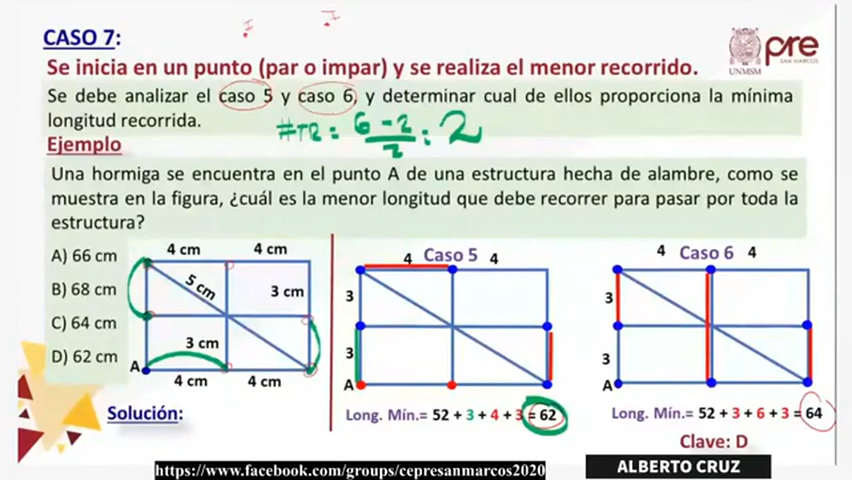 CASO 7:
Se inicia en un punto (par o impar) y se realiza el menor recorrido.
UNMSM
pre
SAN MARCOS
Se debe analizar el caso 5 y caso 6, y determinar cual de ellos proporciona la mínima
longitud recorrida.
#TR = 6 - 2 / 2 = 2
Ejemplo
Una hormiga se encuentra en el punto A de una estructura hecha de alambre, como se
muestra en la figura, ¿cuál es la menor longitud que debe recorrer para pasar por toda la
estructura?
A) 66 cm
B) 68 cm
C) 64 cm
D) 62 cm
4 cm 4 cm
5 cm
3 cm
3 cm
A
4 cm 4 cm
4 Caso 5 4
3
3
A
Long. Mín.= 52 + 3 + 4 + 3 = 62
4 Caso 6 4
3
3
A
Long. Mín.= 52 + 3 + 6 + 3 = 64
Solución:
Clave: D
https://www.facebook.com/groups/cepresanmarcos2020
ALBERTO CRUZ